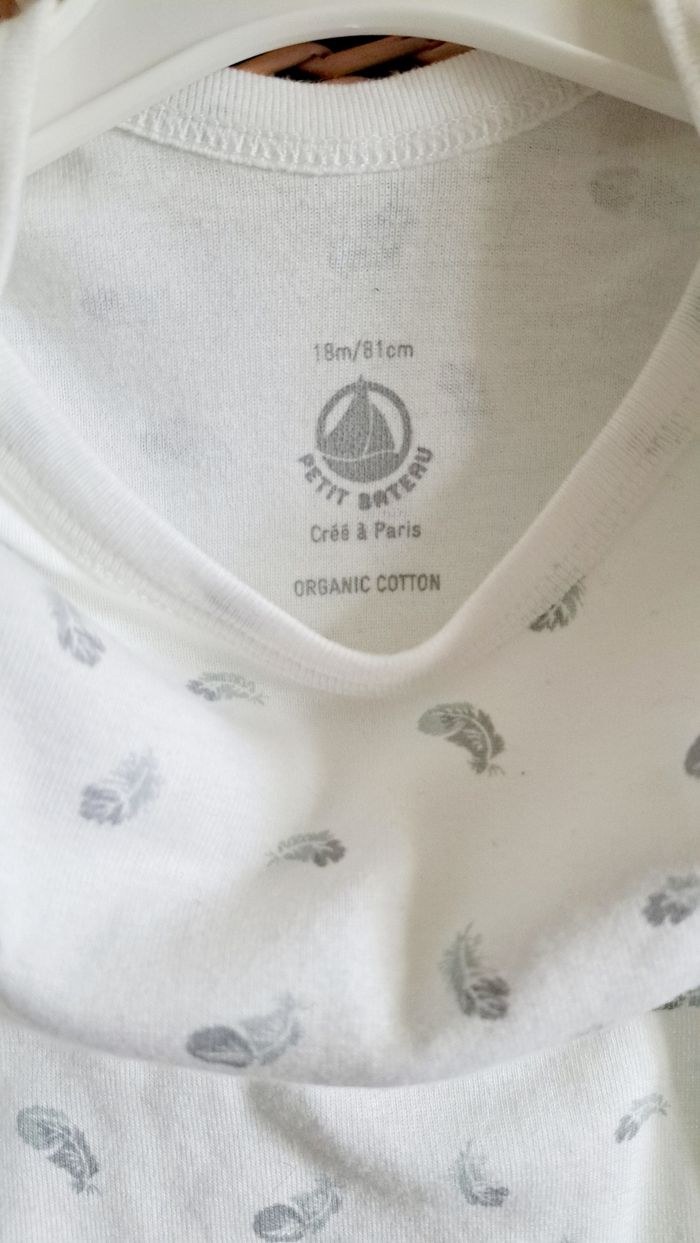 18m/81cm
PETIT BATEAU
Créé à Paris
ORGANIC COTTON